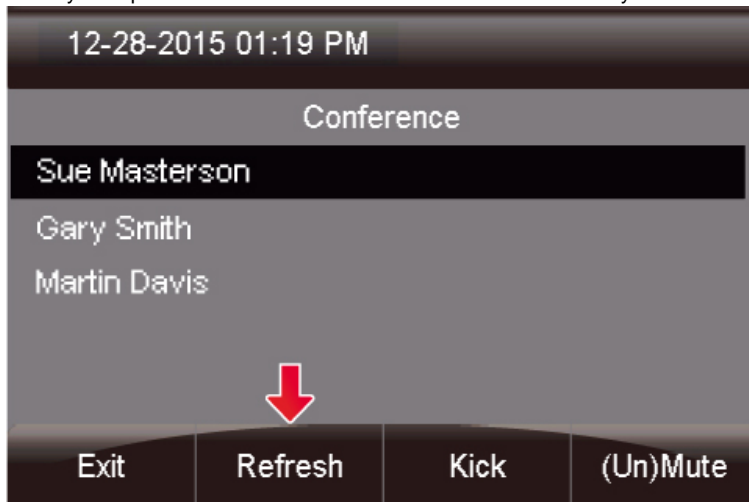 12-28-2015 01:19 PM
Conference
Sue Masterson
Gary Smith
Martin Davis
Exit Refresh Kick (Un)Mute